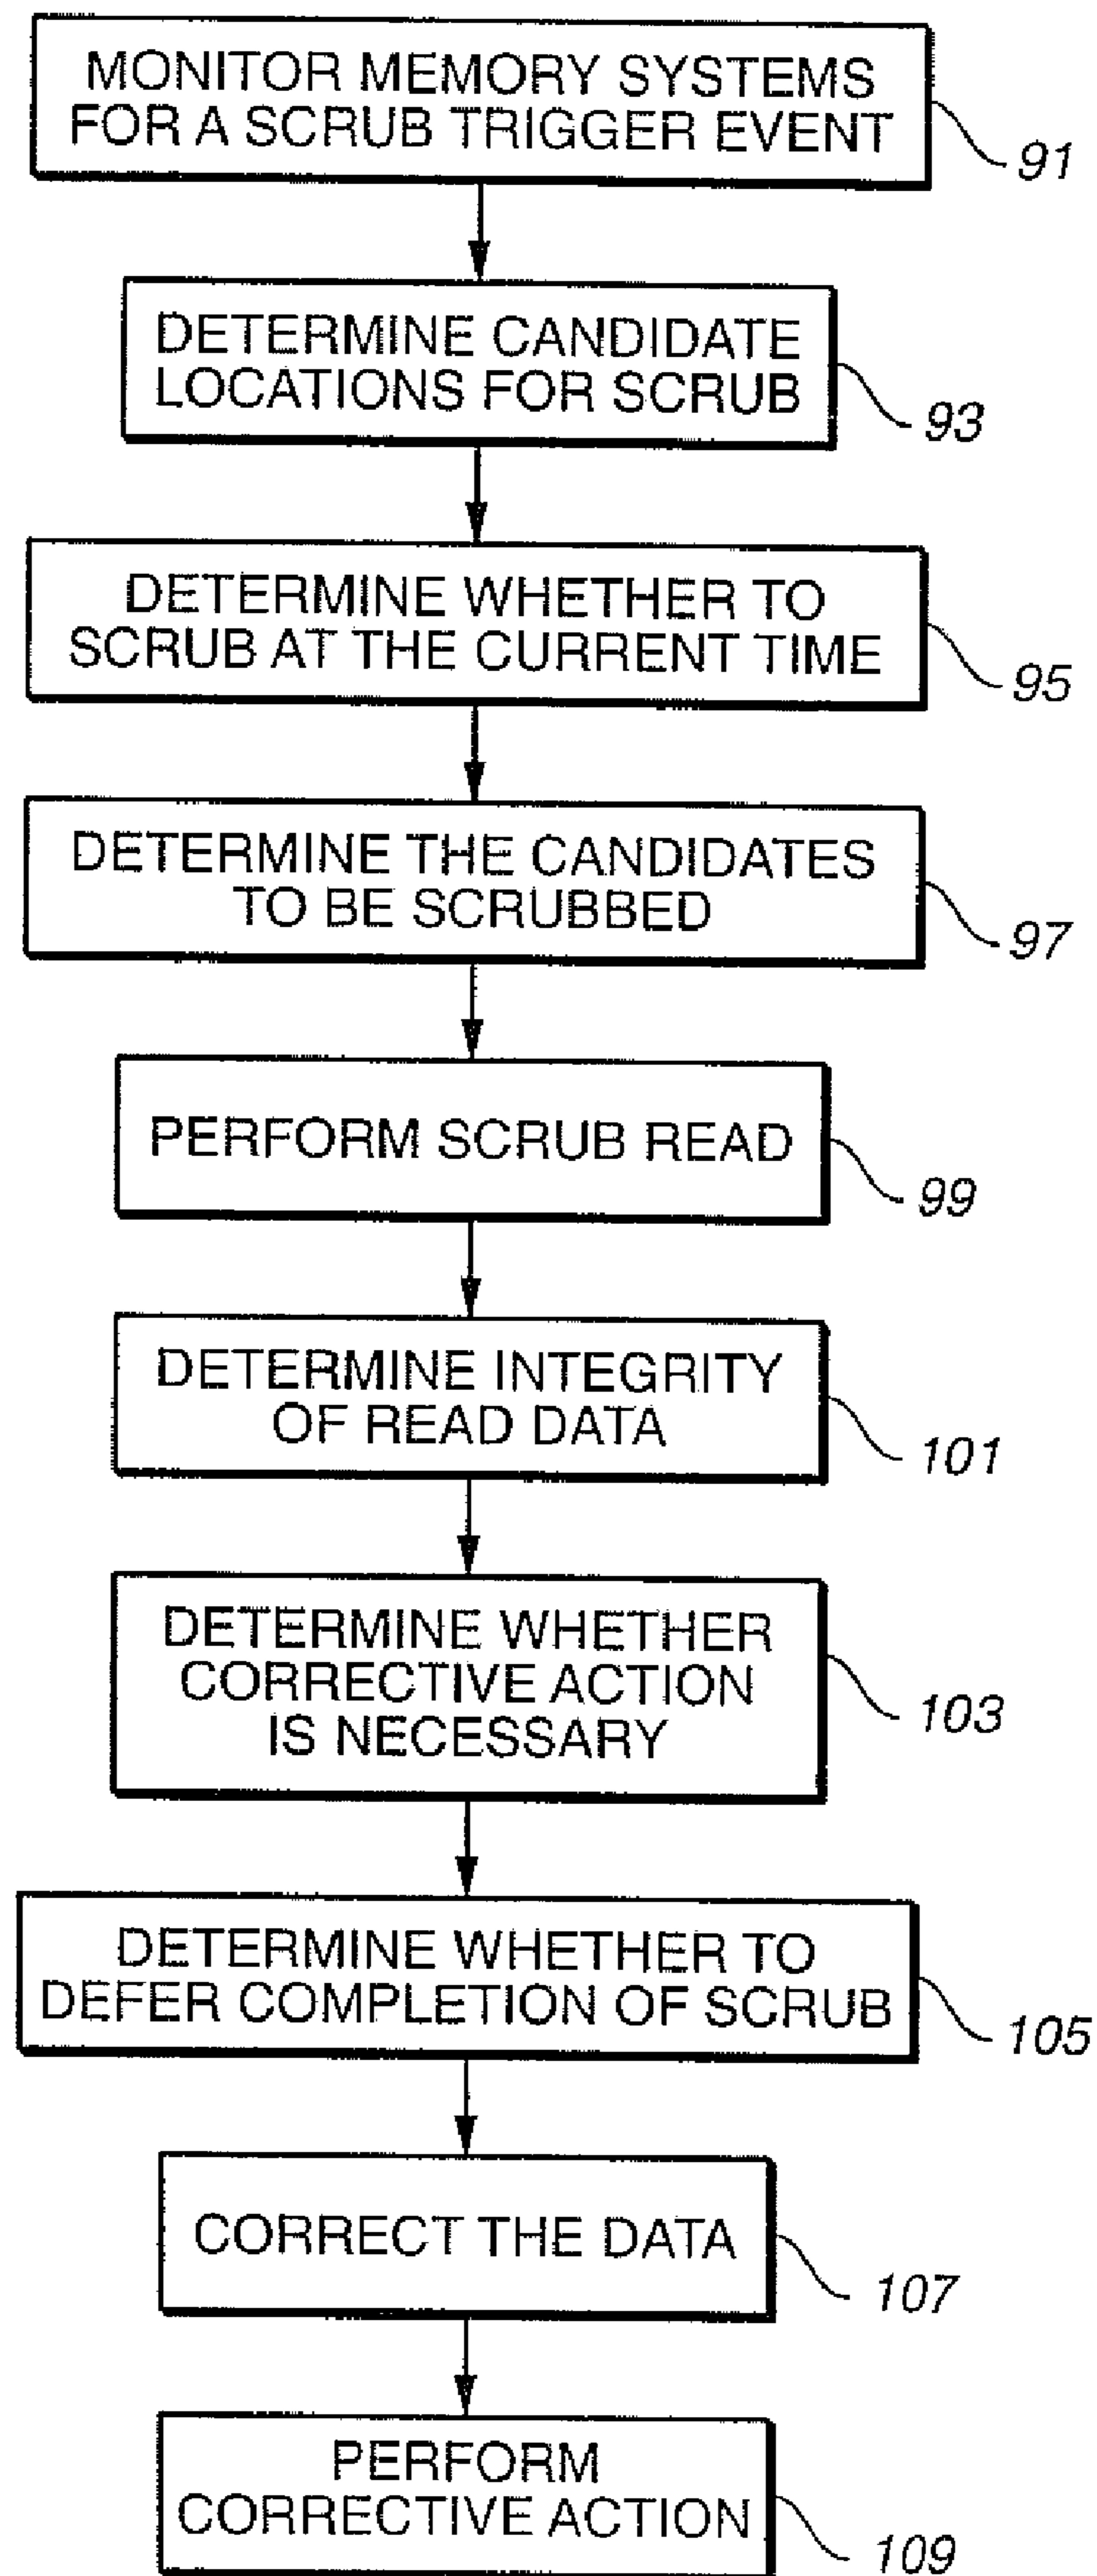 MONITOR MEMORY SYSTEMS
FOR A SCRUB TRIGGER EVENT
91
DETERMINE CANDIDATE
LOCATIONS FOR SCRUB
93
DETERMINE WHETHER TO
SCRUB AT THE CURRENT TIME
95
DETERMINE THE CANDIDATES
TO BE SCRUBBED
97
PERFORM SCRUB READ
99
DETERMINE INTEGRITY
OF READ DATA
101
DETERMINE WHETHER
CORRECTIVE ACTION
IS NECESSARY
103
DETERMINE WHETHER TO
DEFER COMPLETION OF SCRUB
105
CORRECT THE DATA
107
PERFORM
CORRECTIVE ACTION
109